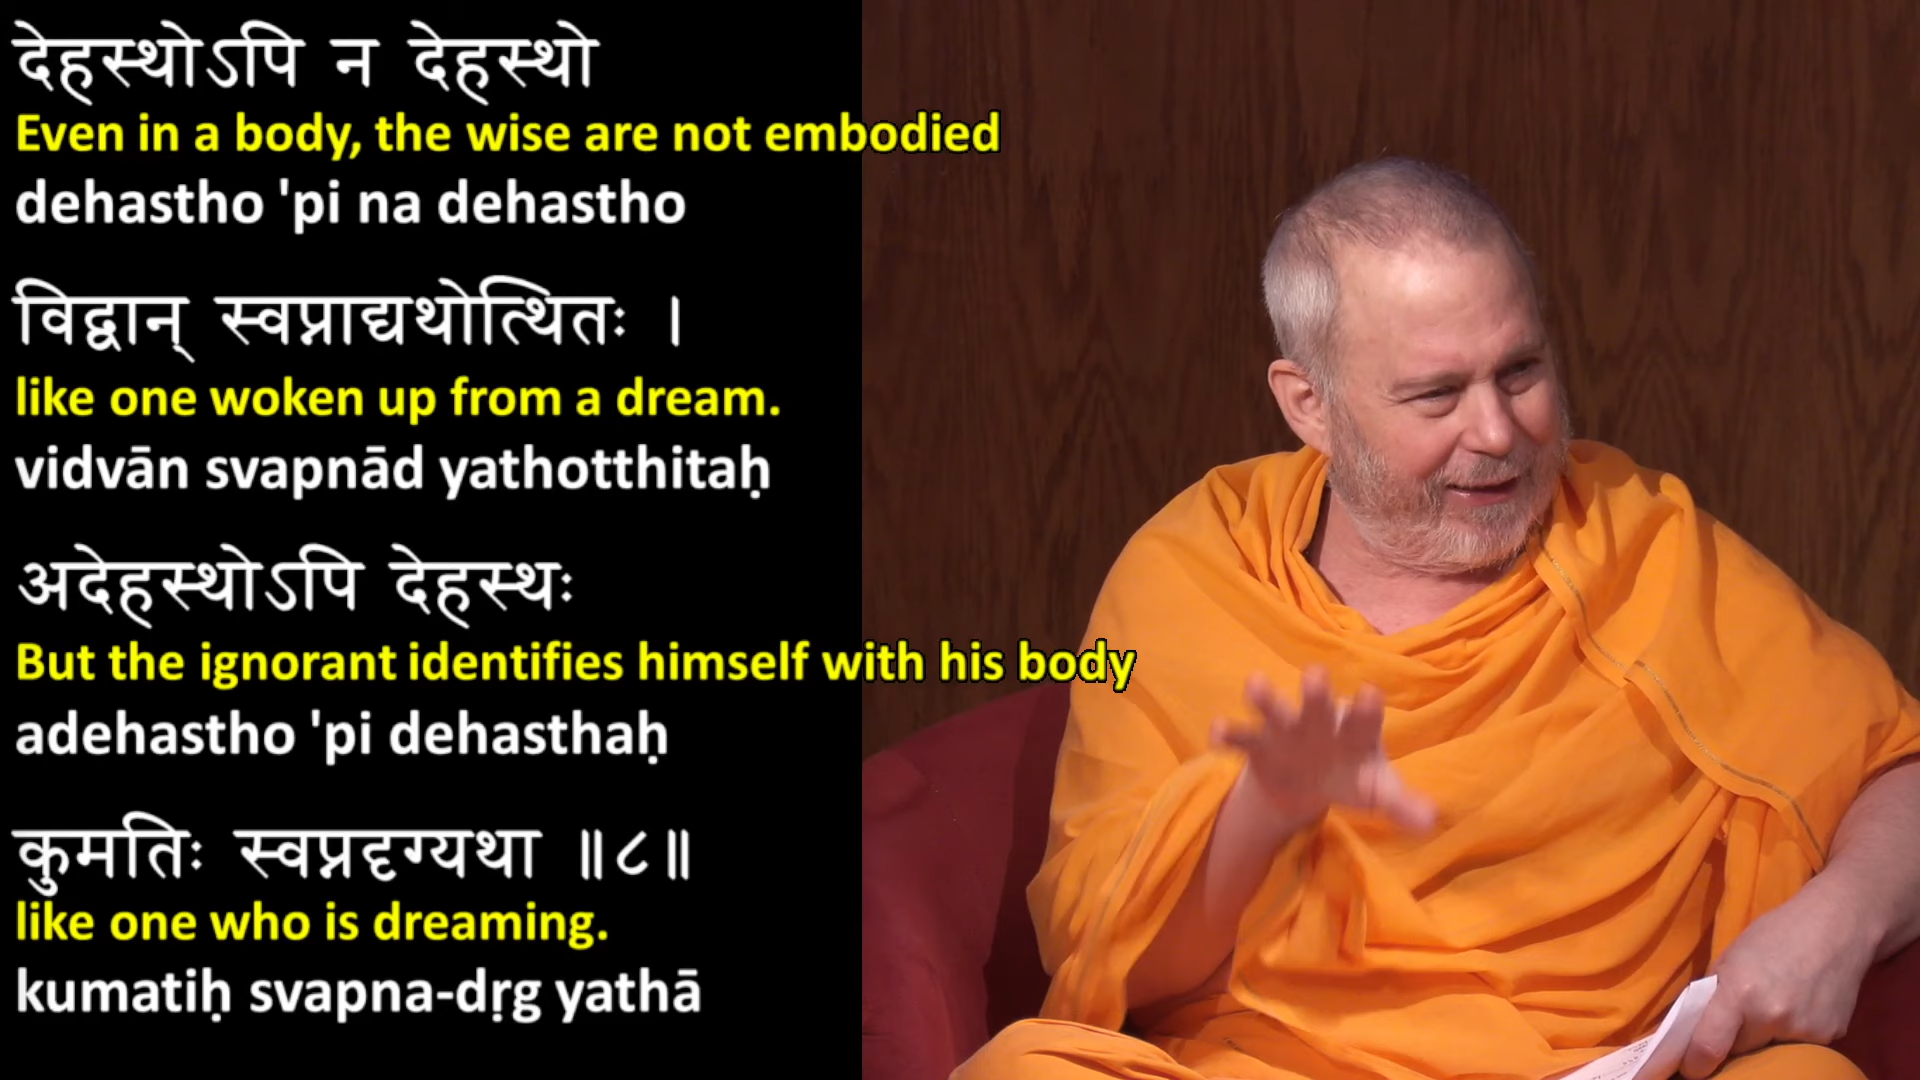 देहस्थोऽपि न देहस्थो
Even in a body, the wise are not embodied
dehastho 'pi na dehastho
विद्वान् स्वप्नाद्यथोत्थितः ।
like one woken up from a dream.
vidvān svapnād yathotthitaḥ
अदेहस्थोऽपि देहस्थः
But the ignorant identifies himself with his body
adehastho 'pi dehasthaḥ
कुमतिः स्वप्नदृग्यथा ॥८॥
like one who is dreaming.
kumatiḥ svapna-dṛg yathā